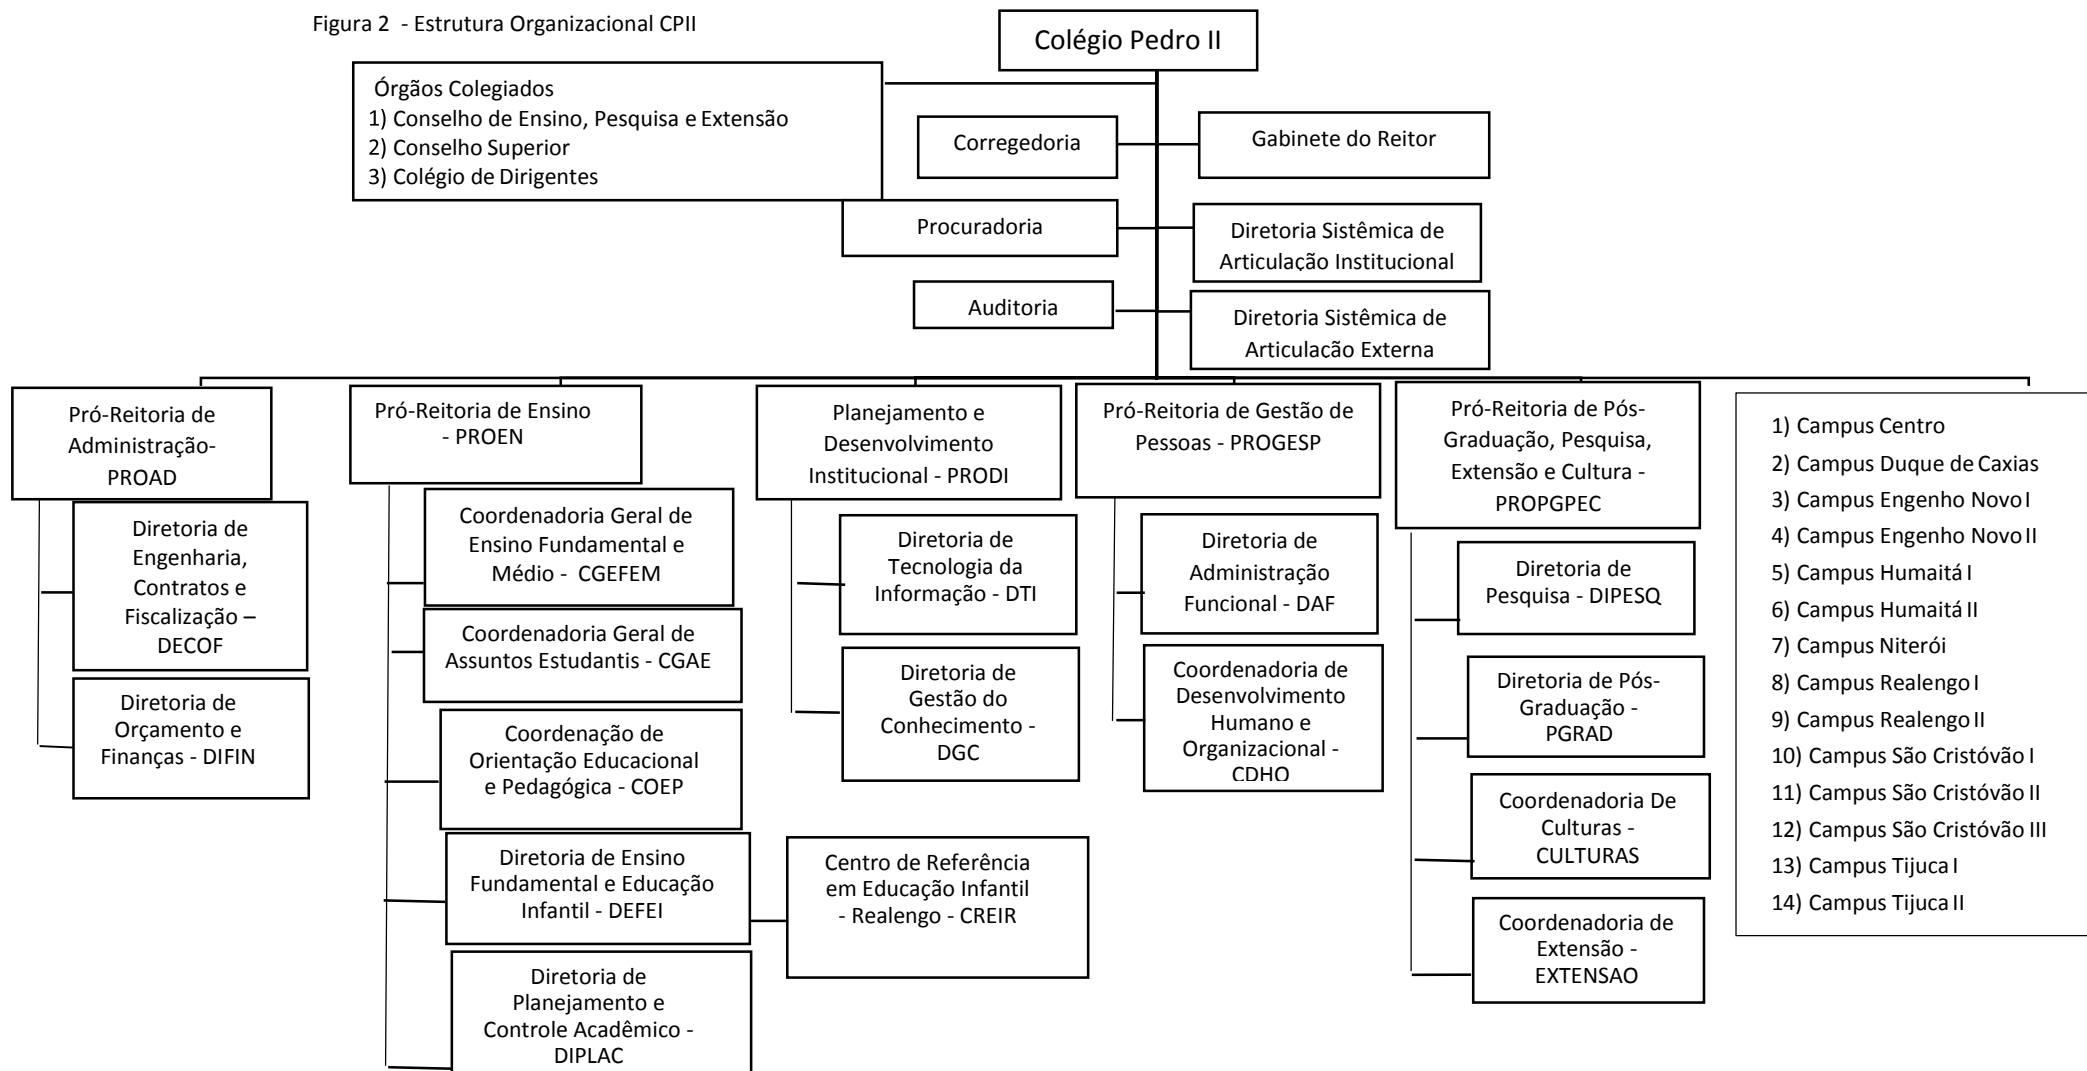 Figura 2 - Estrutura Organizacional CPII
Colégio Pedro II
Órgãos Colegiados
1) Conselho de Ensino, Pesquisa e Extensão
2) Conselho Superior
3) Colégio de Dirigentes
Corregedoria
Gabinete do Reitor
Procuradoria
Diretoria Sistêmica de
Articulação Institucional
Auditoria
Diretoria Sistêmica de
Articulacão Externa
Pró-Reitoria de
Administração-
PROAD
Diretoria de
Engenharia,
Contratos e
Fiscalização –
DECOF
Diretoria de
Orçamento e
Finanças - DIFIN
Pró-Reitoria de Ensino
- PROEN
Coordenadoria Geral de
Ensino Fundamental e
Médio - CGEFEM
Coordenadoria Geral de
Assuntos Estudantis - CGAE
Coordenação de
Orientação Educacional
e Pedagógica - COEP
Diretoria de Ensino
Fundamental e Educação
Infantil - DEFEI
Centro de Referência
em Educação Infantil
- Realengo - CREIR
Diretoria de
Planejamento e
Controle Acadêmico -
DIPLAC
Planejamento e
Desenvolvimento
Institucional - PRODI
Diretoria de
Tecnologia da
Informação - DTI
Diretoria de
Gestão do
Conhecimento -
DGC
Pró-Reitoria de Gestão de
Pessoas - PROGESP
Diretoria de
Administração
Funcional - DAF
Coordenadoria de
Desenvolvimento
Humano e
Organizacional -
CDHO
Pró-Reitoria de Pós-
Graduação, Pesquisa,
Extensão e Cultura -
PROPGPEC
Diretoria de
Pesquisa - DIPESQ
Diretoria de Pós-
Graduação -
PGRAD
Coordenadoria De
Culturas -
CULTURAS
Coordenadoria de
Extensão -
EXTENSAO
1) Campus Centro
2) Campus Duque de Caxias
3) Campus Engenho Novo I
4) Campus Engenho Novo II
5) Campus Humaitá I
6) Campus Humaitá II
7) Campus Niterói
8) Campus Realengo I
9) Campus Realengo II
10) Campus São Cristóvão I
11) Campus São Cristóvão II
12) Campus São Cristóvão III
13) Campus Tijuca I
14) Campus Tijuca II